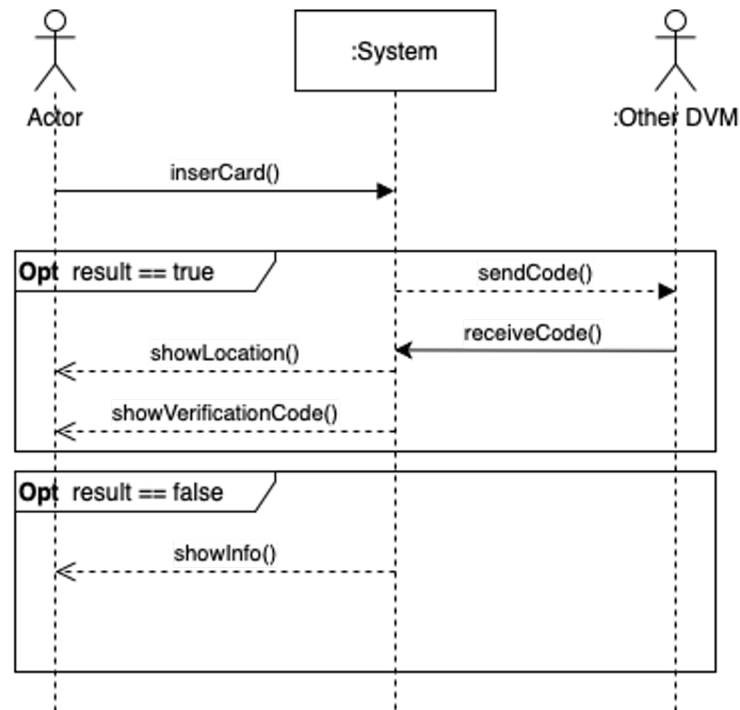 :System
Actor
:Other DVM
inserCard()
Opt result == true
sendCode()
receiveCode()
showLocation()
showVerificationCode()
Opt result == false
showInfo()